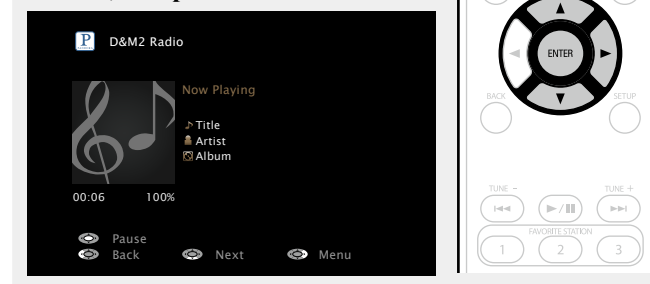 P D&M2 Radio
Now Playing
Title
Artist
Album
00:06 100%
Pause
Back Next Menu
ENTER
BACK SETUP
TUNE – TUNE +
FAVORITE STATION
1 2 3